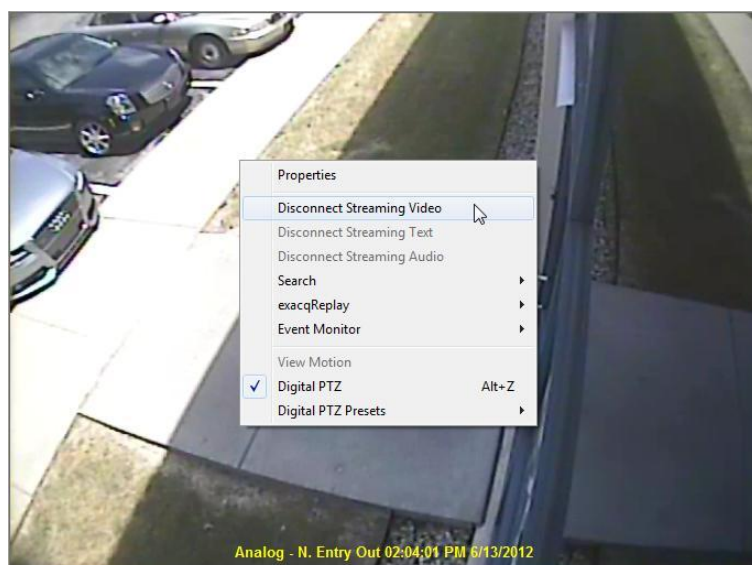 Properties
Disconnect Streaming Video
Disconnect Streaming Text
Disconnect Streaming Audio
Search
exacqReplay
Event Monitor
View Motion
Digital PTZ Alt+Z
Digital PTZ Presets
Analog - N. Entry Out 02:04:01 PM 6/13/2012